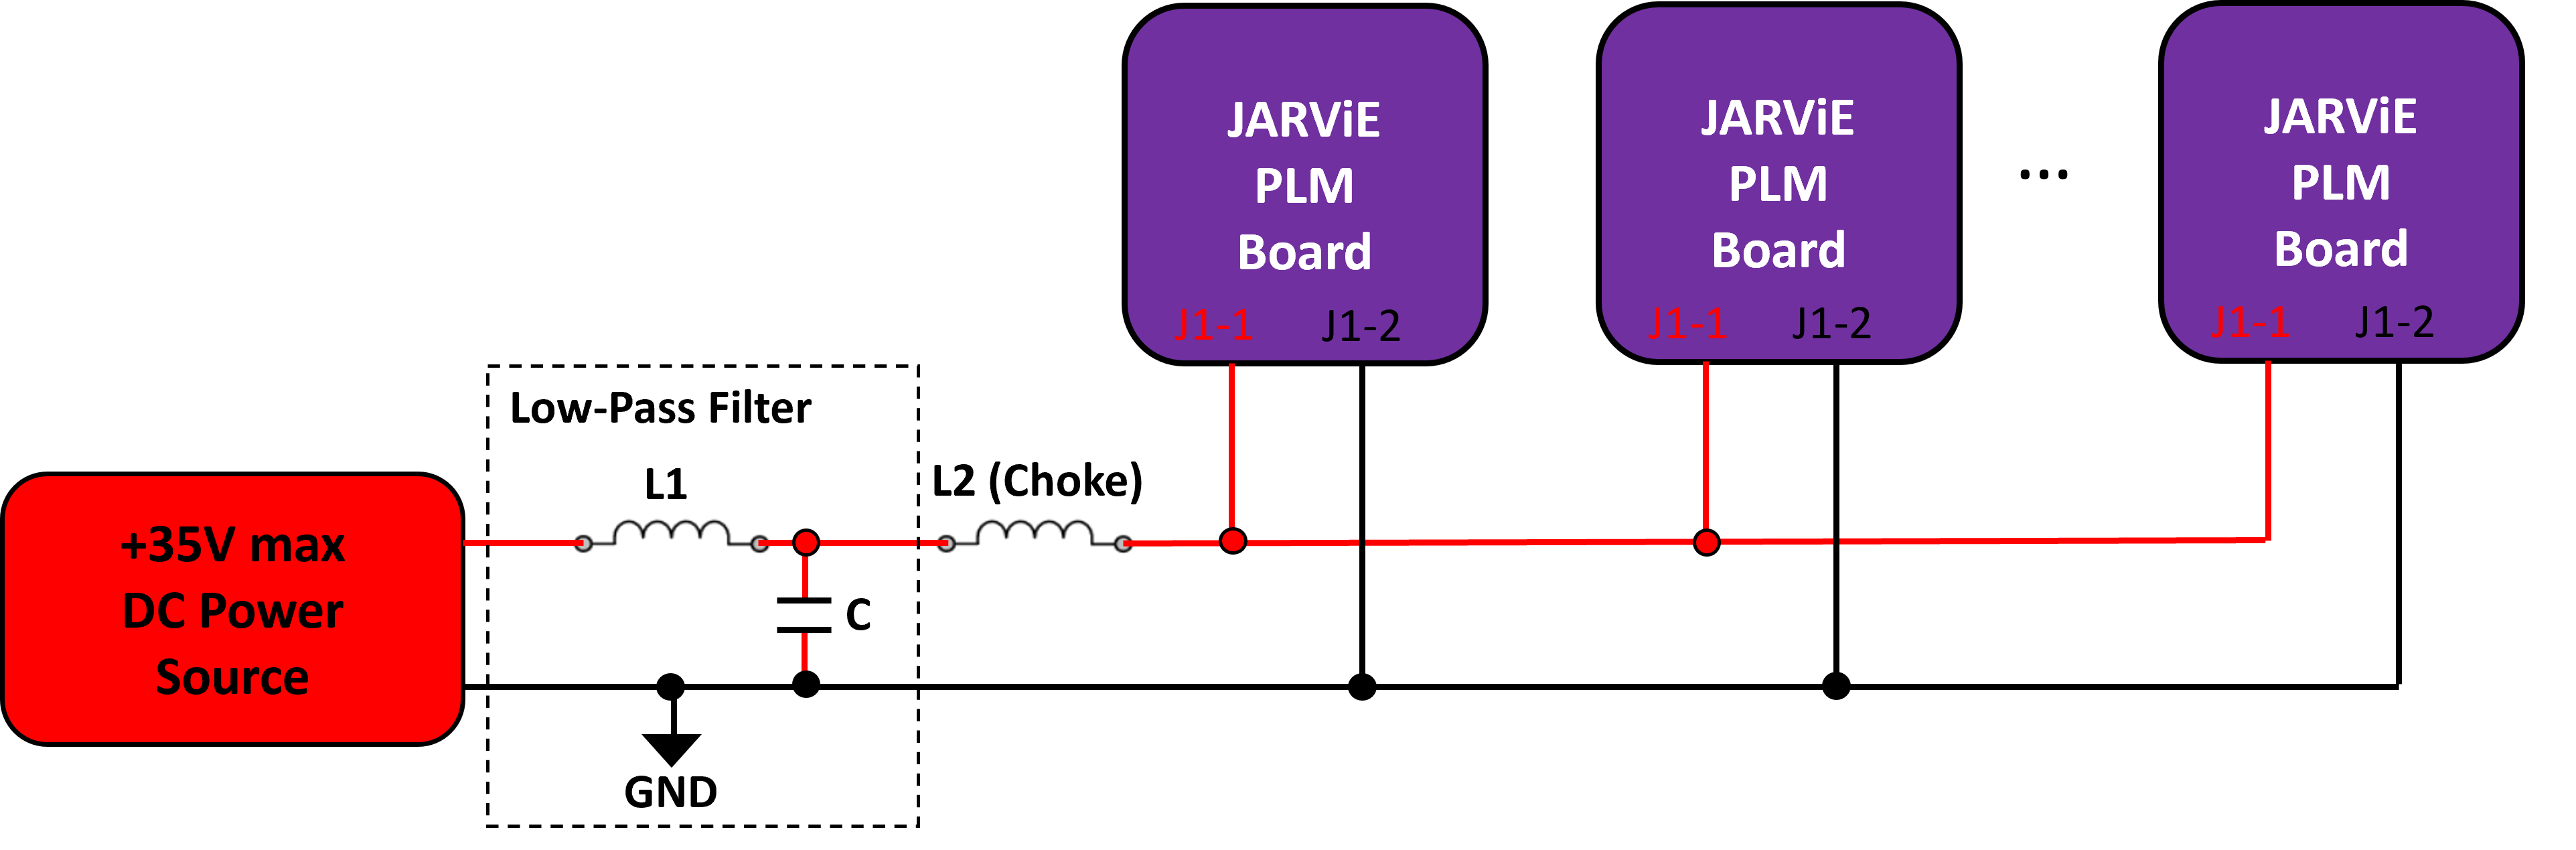 JARViE
PLM
Board
J1-1 J1-2
JARViE
PLM
Board
J1-1 J1-2
...
JARViE
PLM
Board
J1-1 J1-2
Low-Pass Filter
L1
L2 (Choke)
C
GND
+35V max
DC Power
Source